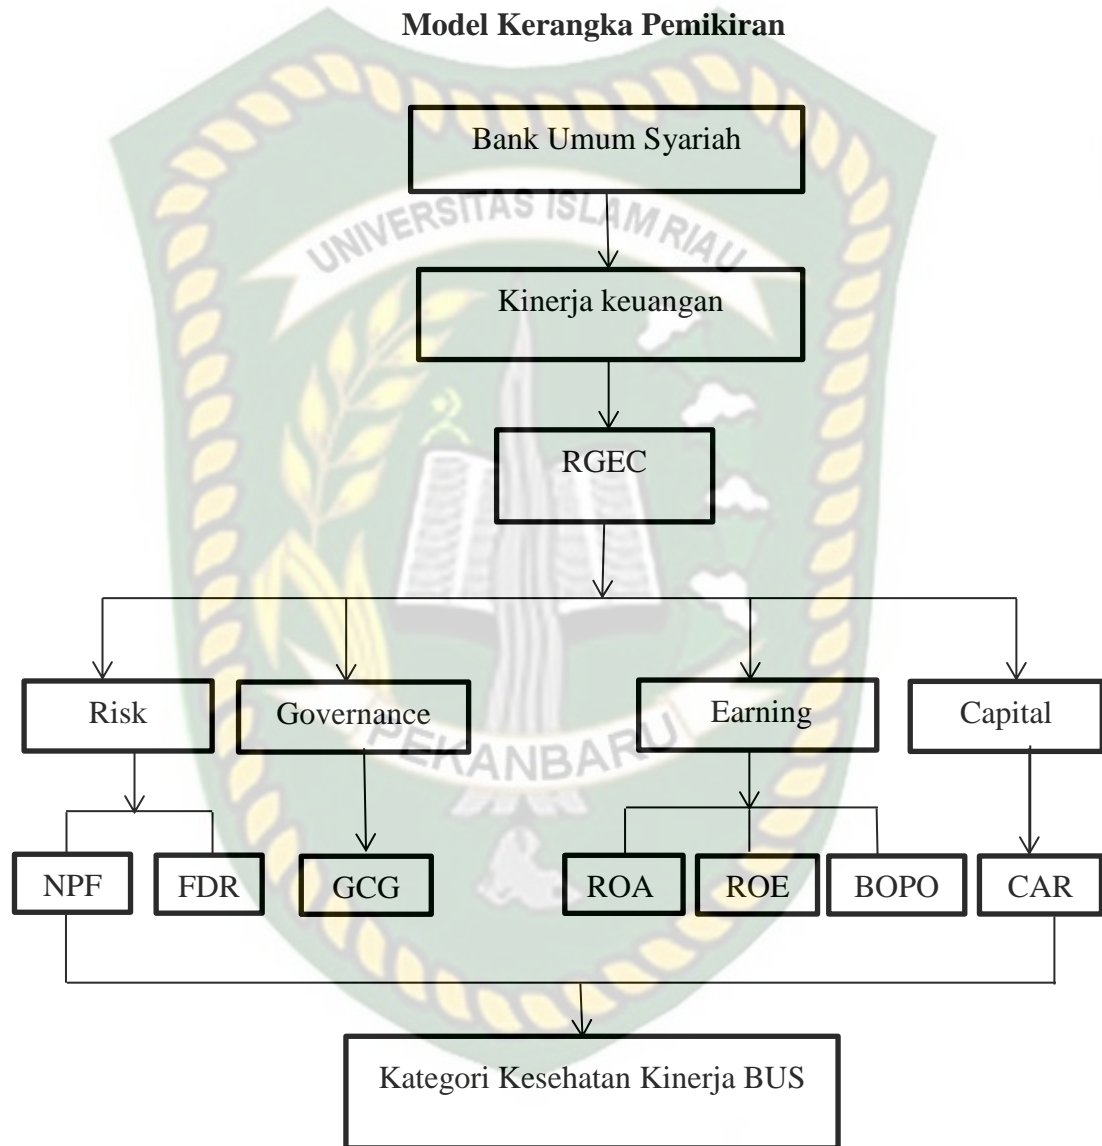 Model Kerangka Pemikiran
Bank Umum Syariah
UNIVERSITAS ISLAM RIAU
Kinerja keuangan
RGEC
Risk
Governance
Earning
Capital
PEKANBARU
NPF
FDR
GCG
ROA
ROE
BOPO
CAR
Kategori Kesehatan Kinerja BUS